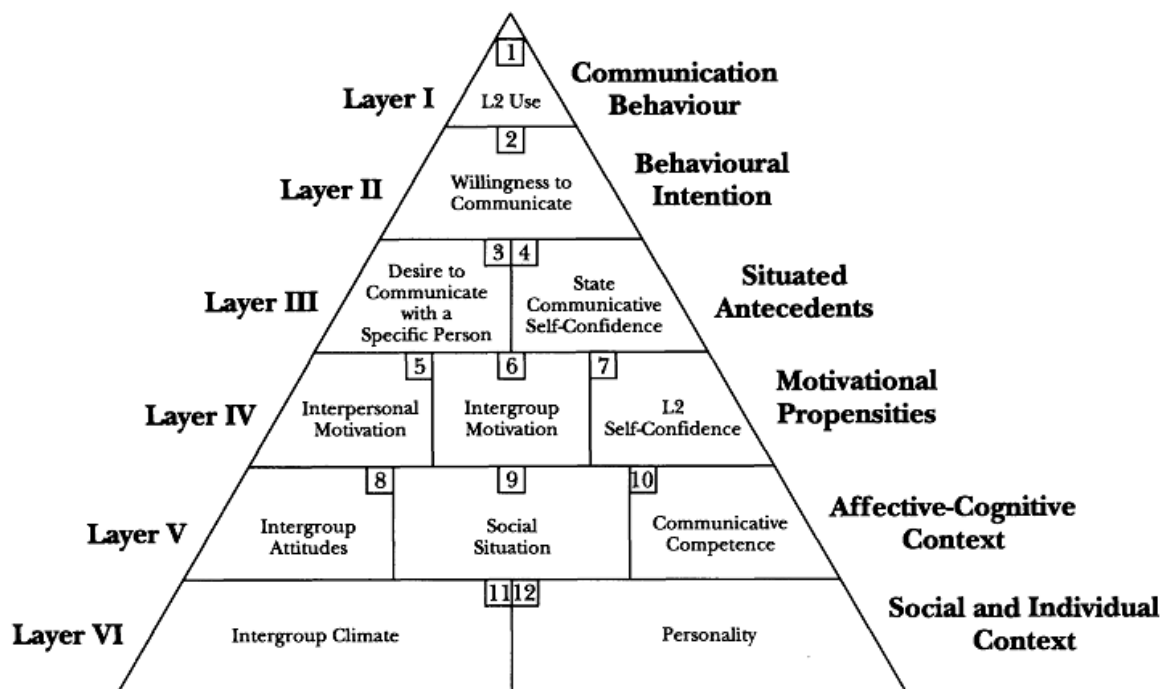 1
Layer I
L2 Use
Communication
Behaviour
2
Layer II
Willingness to
Communicate
Behavioural
Intention
3 4
Layer III
Desire to
Communicate
with a
Specific Person
State
Communicative
Self-Confidence
Situated
Antecedents
5 6 7
Layer IV
Interpersonal
Motivation
Intergroup
Motivation
L2
Self-Confidence
Motivational
Propensities
8 9 10
Layer V
Intergroup
Attitudes
Social
Situation
Communicative
Competence
Affective-Cognitive
Context
11 12
Layer VI
Intergroup Climate
Personality
Social and Individual
Context